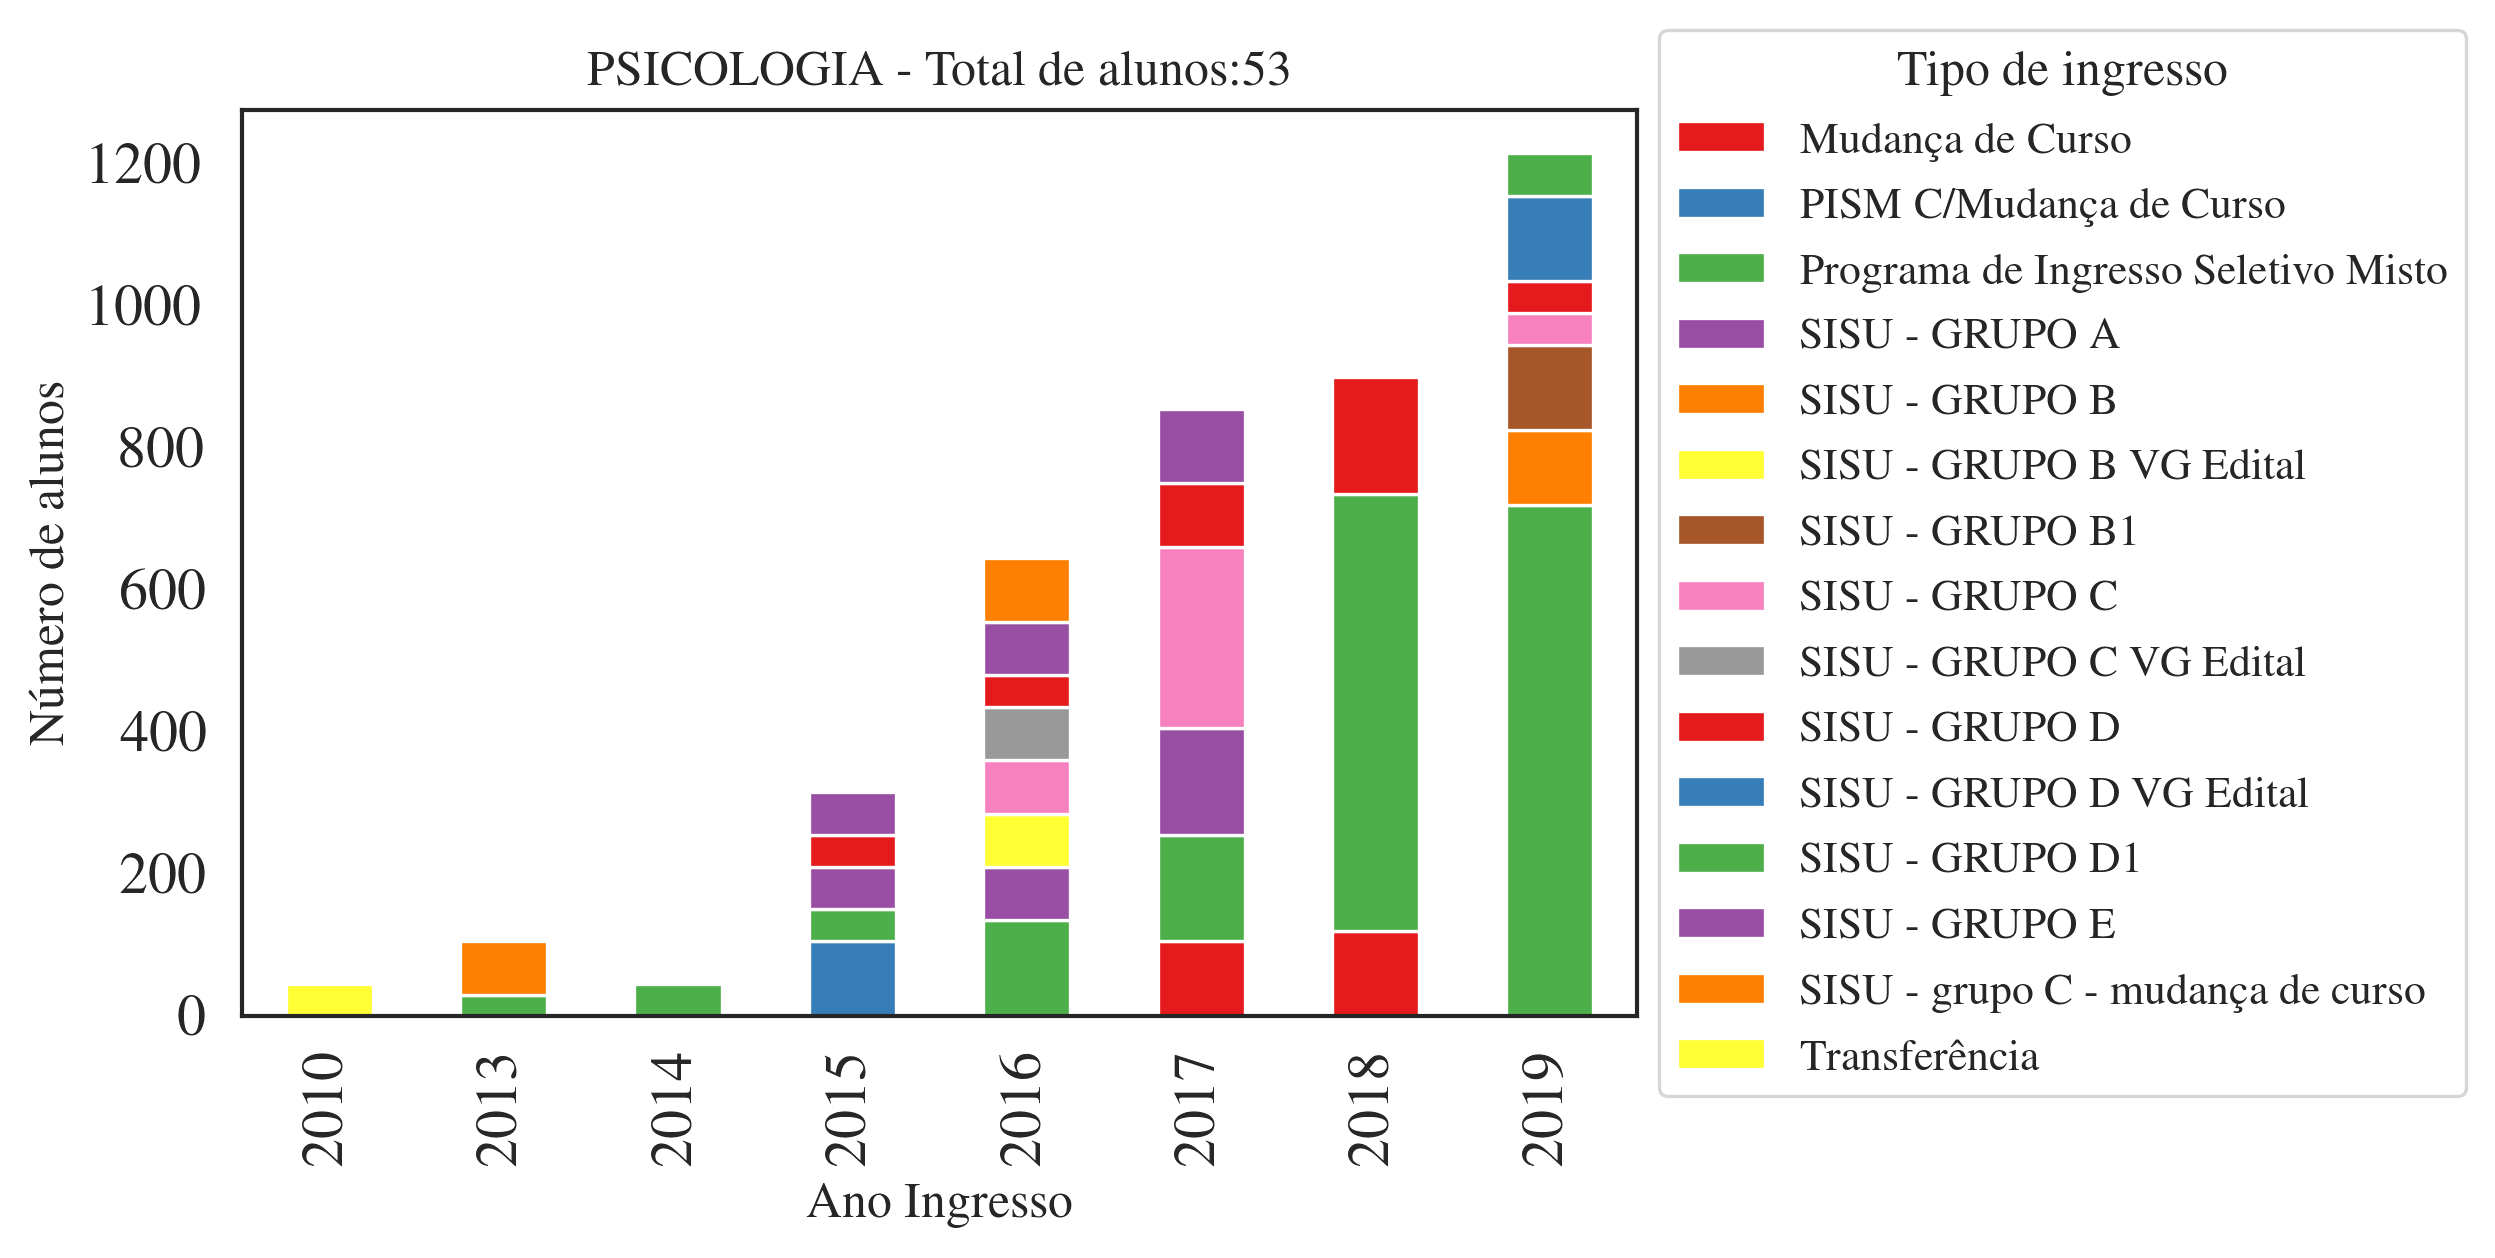 PSICOLOGIA - Total de alunos:53
Número de alunos
1200
1000
800
600
400
200
0
2010
2013
2014
2015
2016
2017
2018
2019
Ano Ingresso
Tipo de ingresso
Mudança de Curso
PISM C/Mudança de Curso
Programa de Ingresso Seletivo Misto
SISU - GRUPO A
SISU - GRUPO B
SISU - GRUPO B VG Edital
SISU - GRUPO B1
SISU - GRUPO C
SISU - GRUPO C VG Edital
SISU - GRUPO D
SISU - GRUPO D VG Edital
SISU - GRUPO D1
SISU - GRUPO E
SISU - grupo C - mudança de curso
Transferência